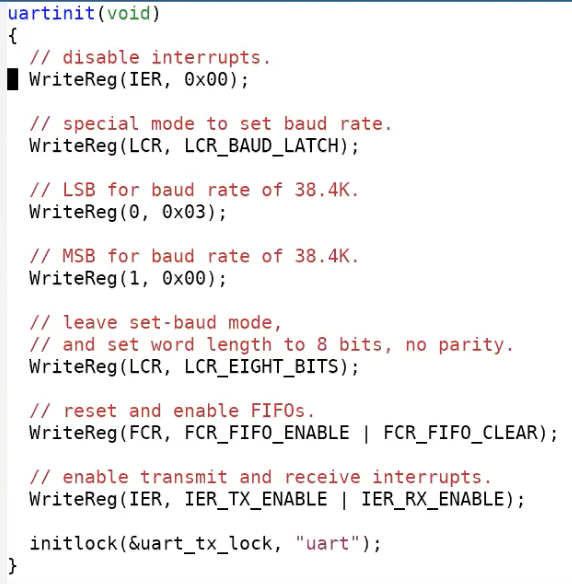 uartinit(void)
{
  // disable interrupts.
  WriteReg(IER, 0x00);

  // special mode to set baud rate.
  WriteReg(LCR, LCR_BAUD_LATCH);

  // LSB for baud rate of 38.4K.
  WriteReg(0, 0x03);

  // MSB for baud rate of 38.4K.
  WriteReg(1, 0x00);

  // leave set-baud mode,
  // and set word length to 8 bits, no parity.
  WriteReg(LCR, LCR_EIGHT_BITS);

  // reset and enable FIFOs.
  WriteReg(FCR, FCR_FIFO_ENABLE | FCR_FIFO_CLEAR);

  // enable transmit and receive interrupts.
  WriteReg(IER, IER_TX_ENABLE | IER_RX_ENABLE);

  initlock(&uart_tx_lock, "uart");
}